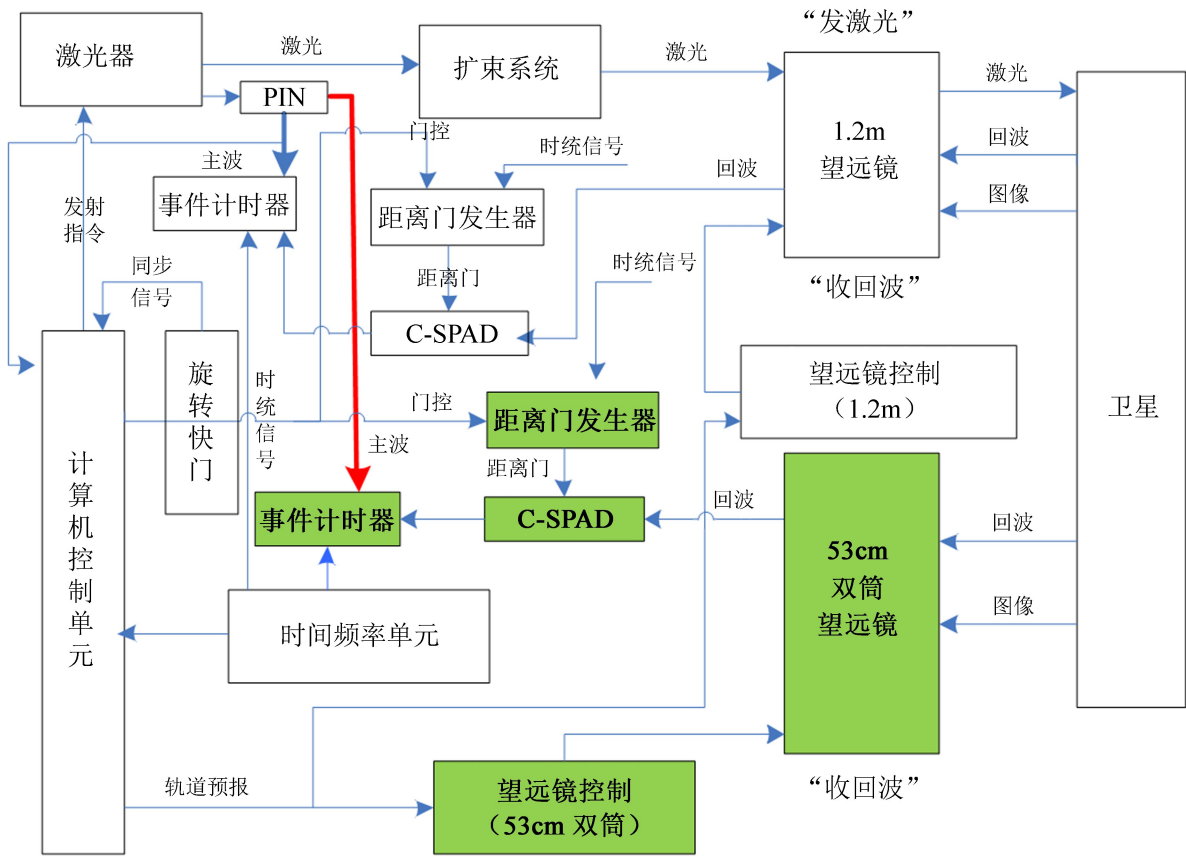 “发激光”
激光器
激光
扩束系统
激光
激光
PIN
门控
1.2m
望远镜
回波
主波
时统信号
回波
事件计时器
距离门发生器
图像
发射
指令
同步
信号
距离门
时统信号
“收回波”
C-SPAD
旋
转
快
门
时
统
信
号
望远镜控制
（1.2m）
卫星
门控
距离门发生器
主波
距离门
计
算
机
控
制
单
元
事件计时器
C-SPAD
回波
53cm
双筒
望远镜
回波
图像
时间频率单元
轨道预报
望远镜控制
（53cm 双筒）
“收回波”